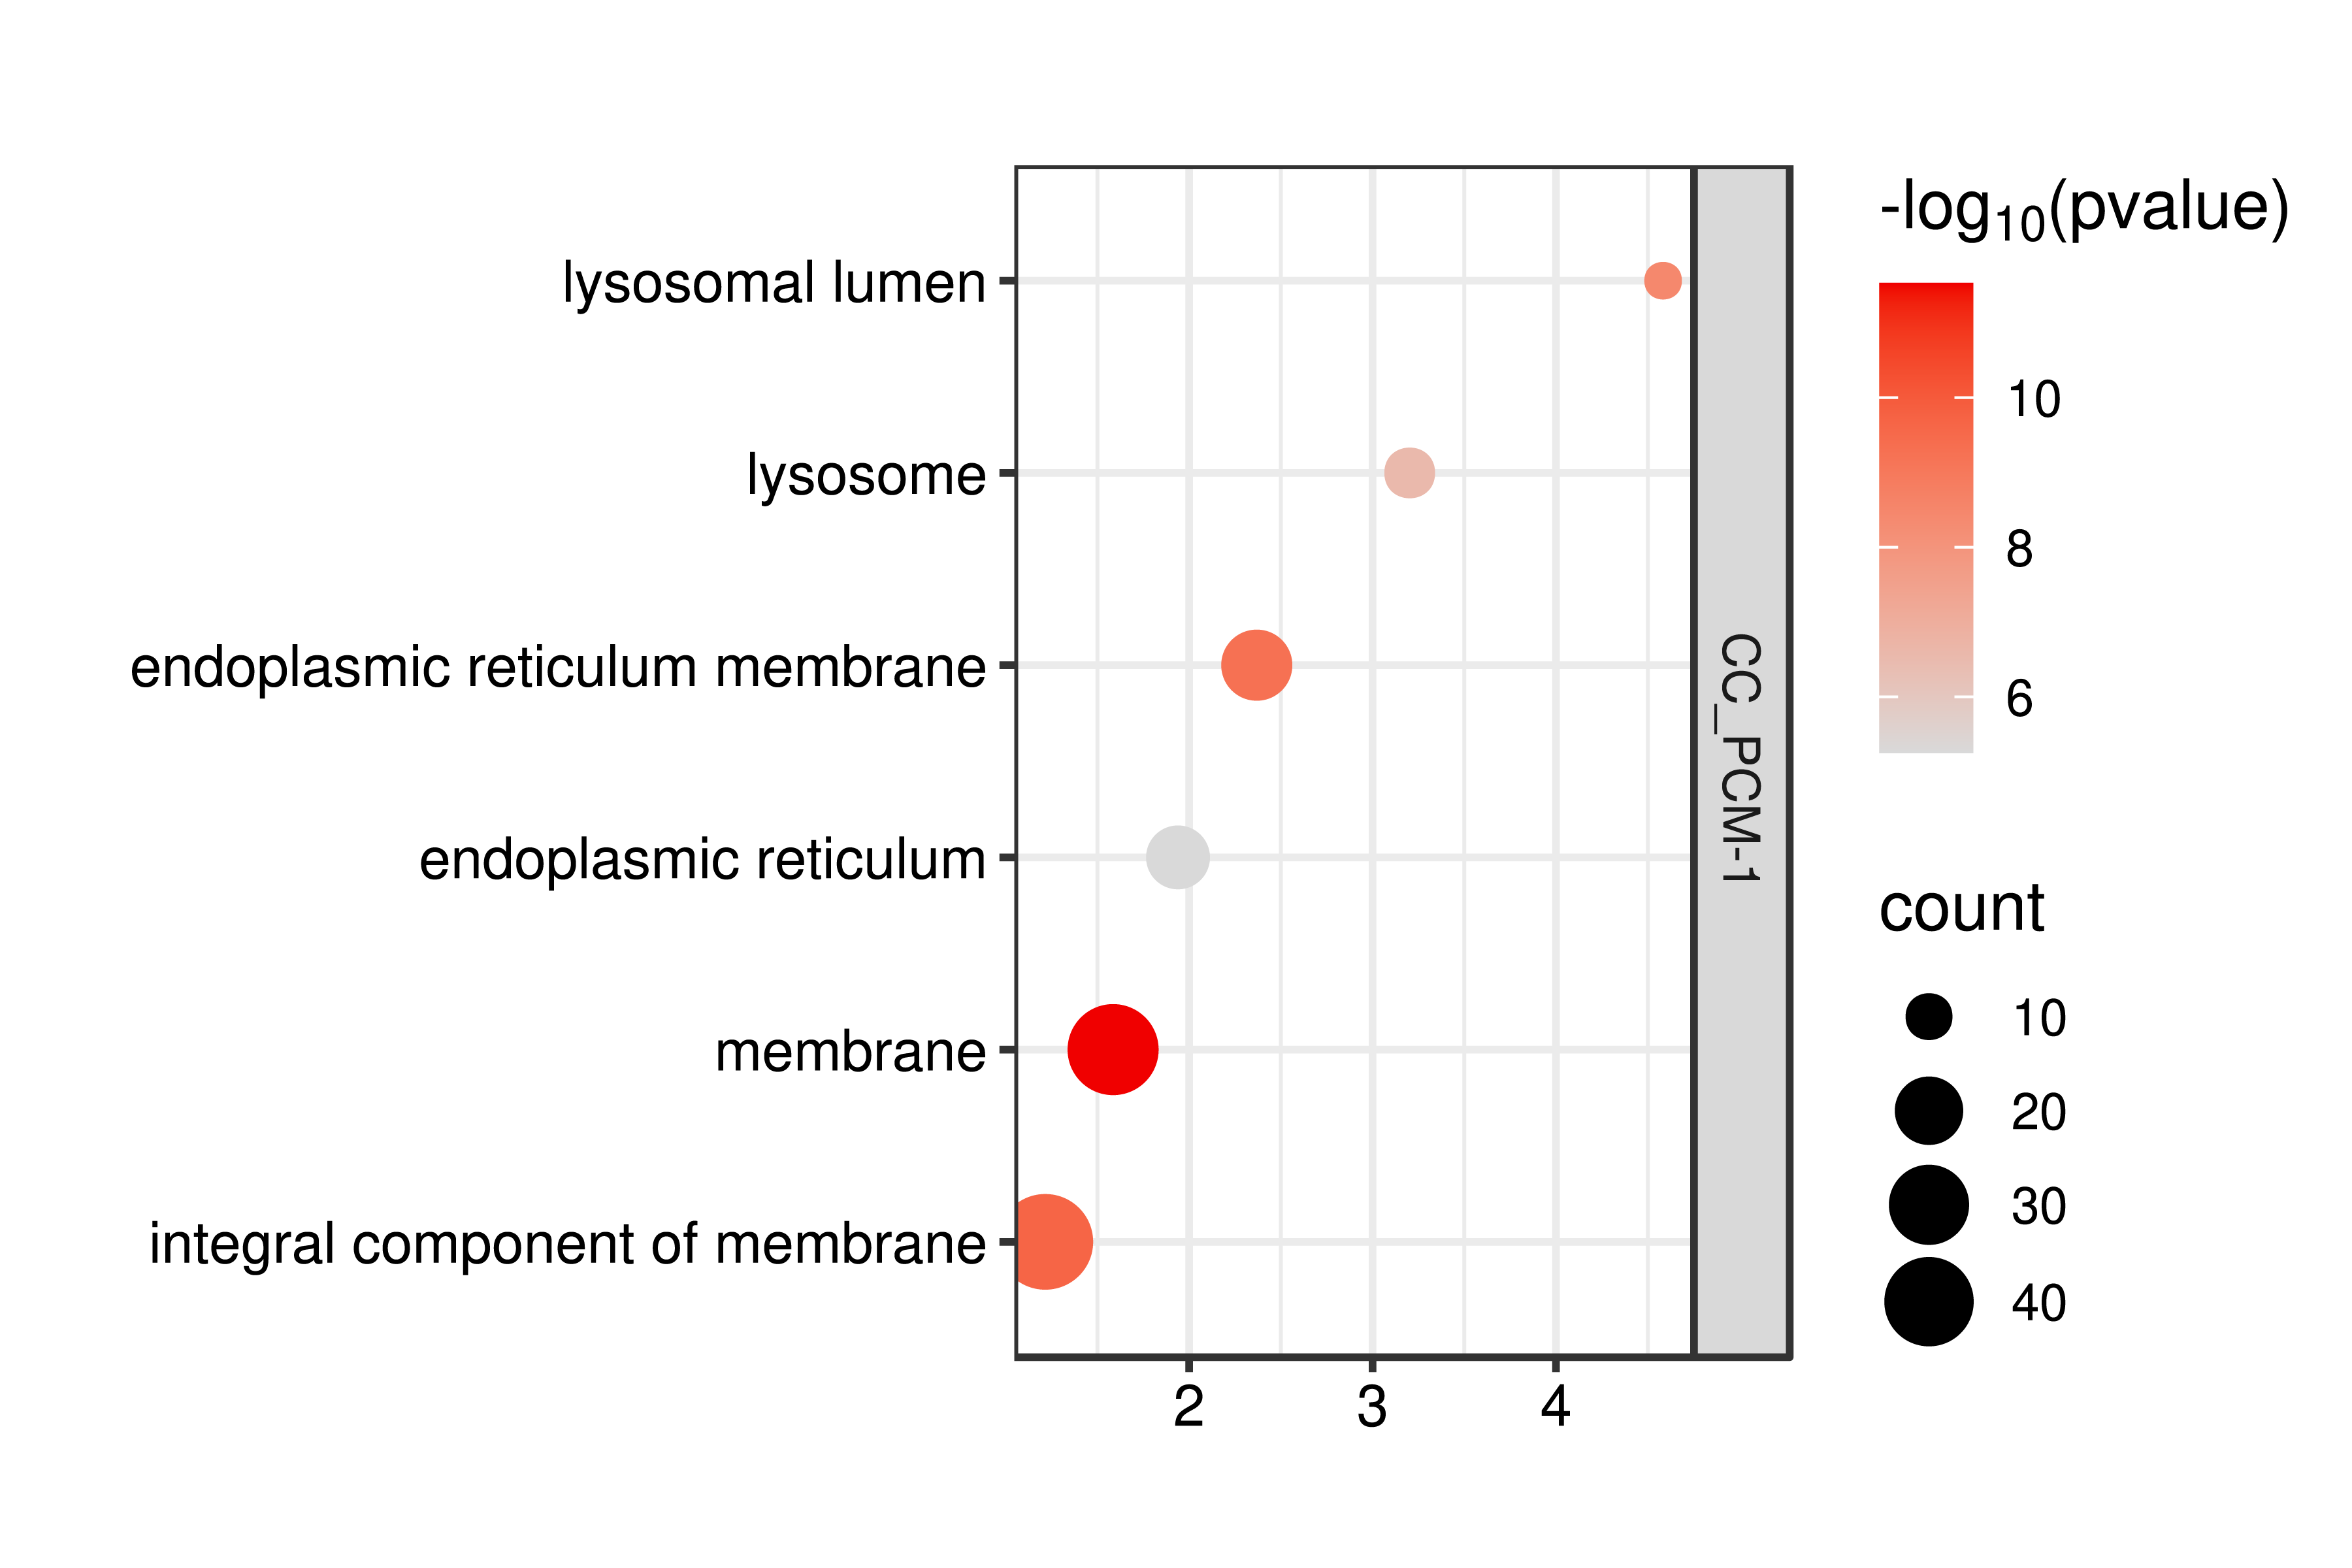 lysosomal lumen
lysosome
endoplasmic reticulum membrane
endoplasmic reticulum
membrane
integral component of membrane
2 3 4
CC_PCM-1
-log10(pvalue)
10
8
6
count
10
20
30
40